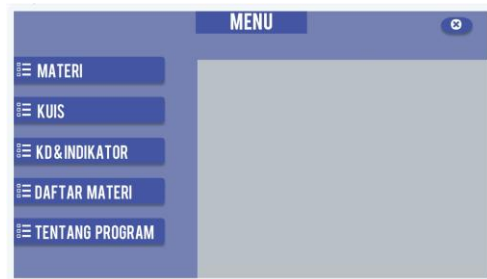 MENU
MATERI
KUIS
KD&INDIKATOR
DAFTAR MATERI
TENTANG PROGRAM